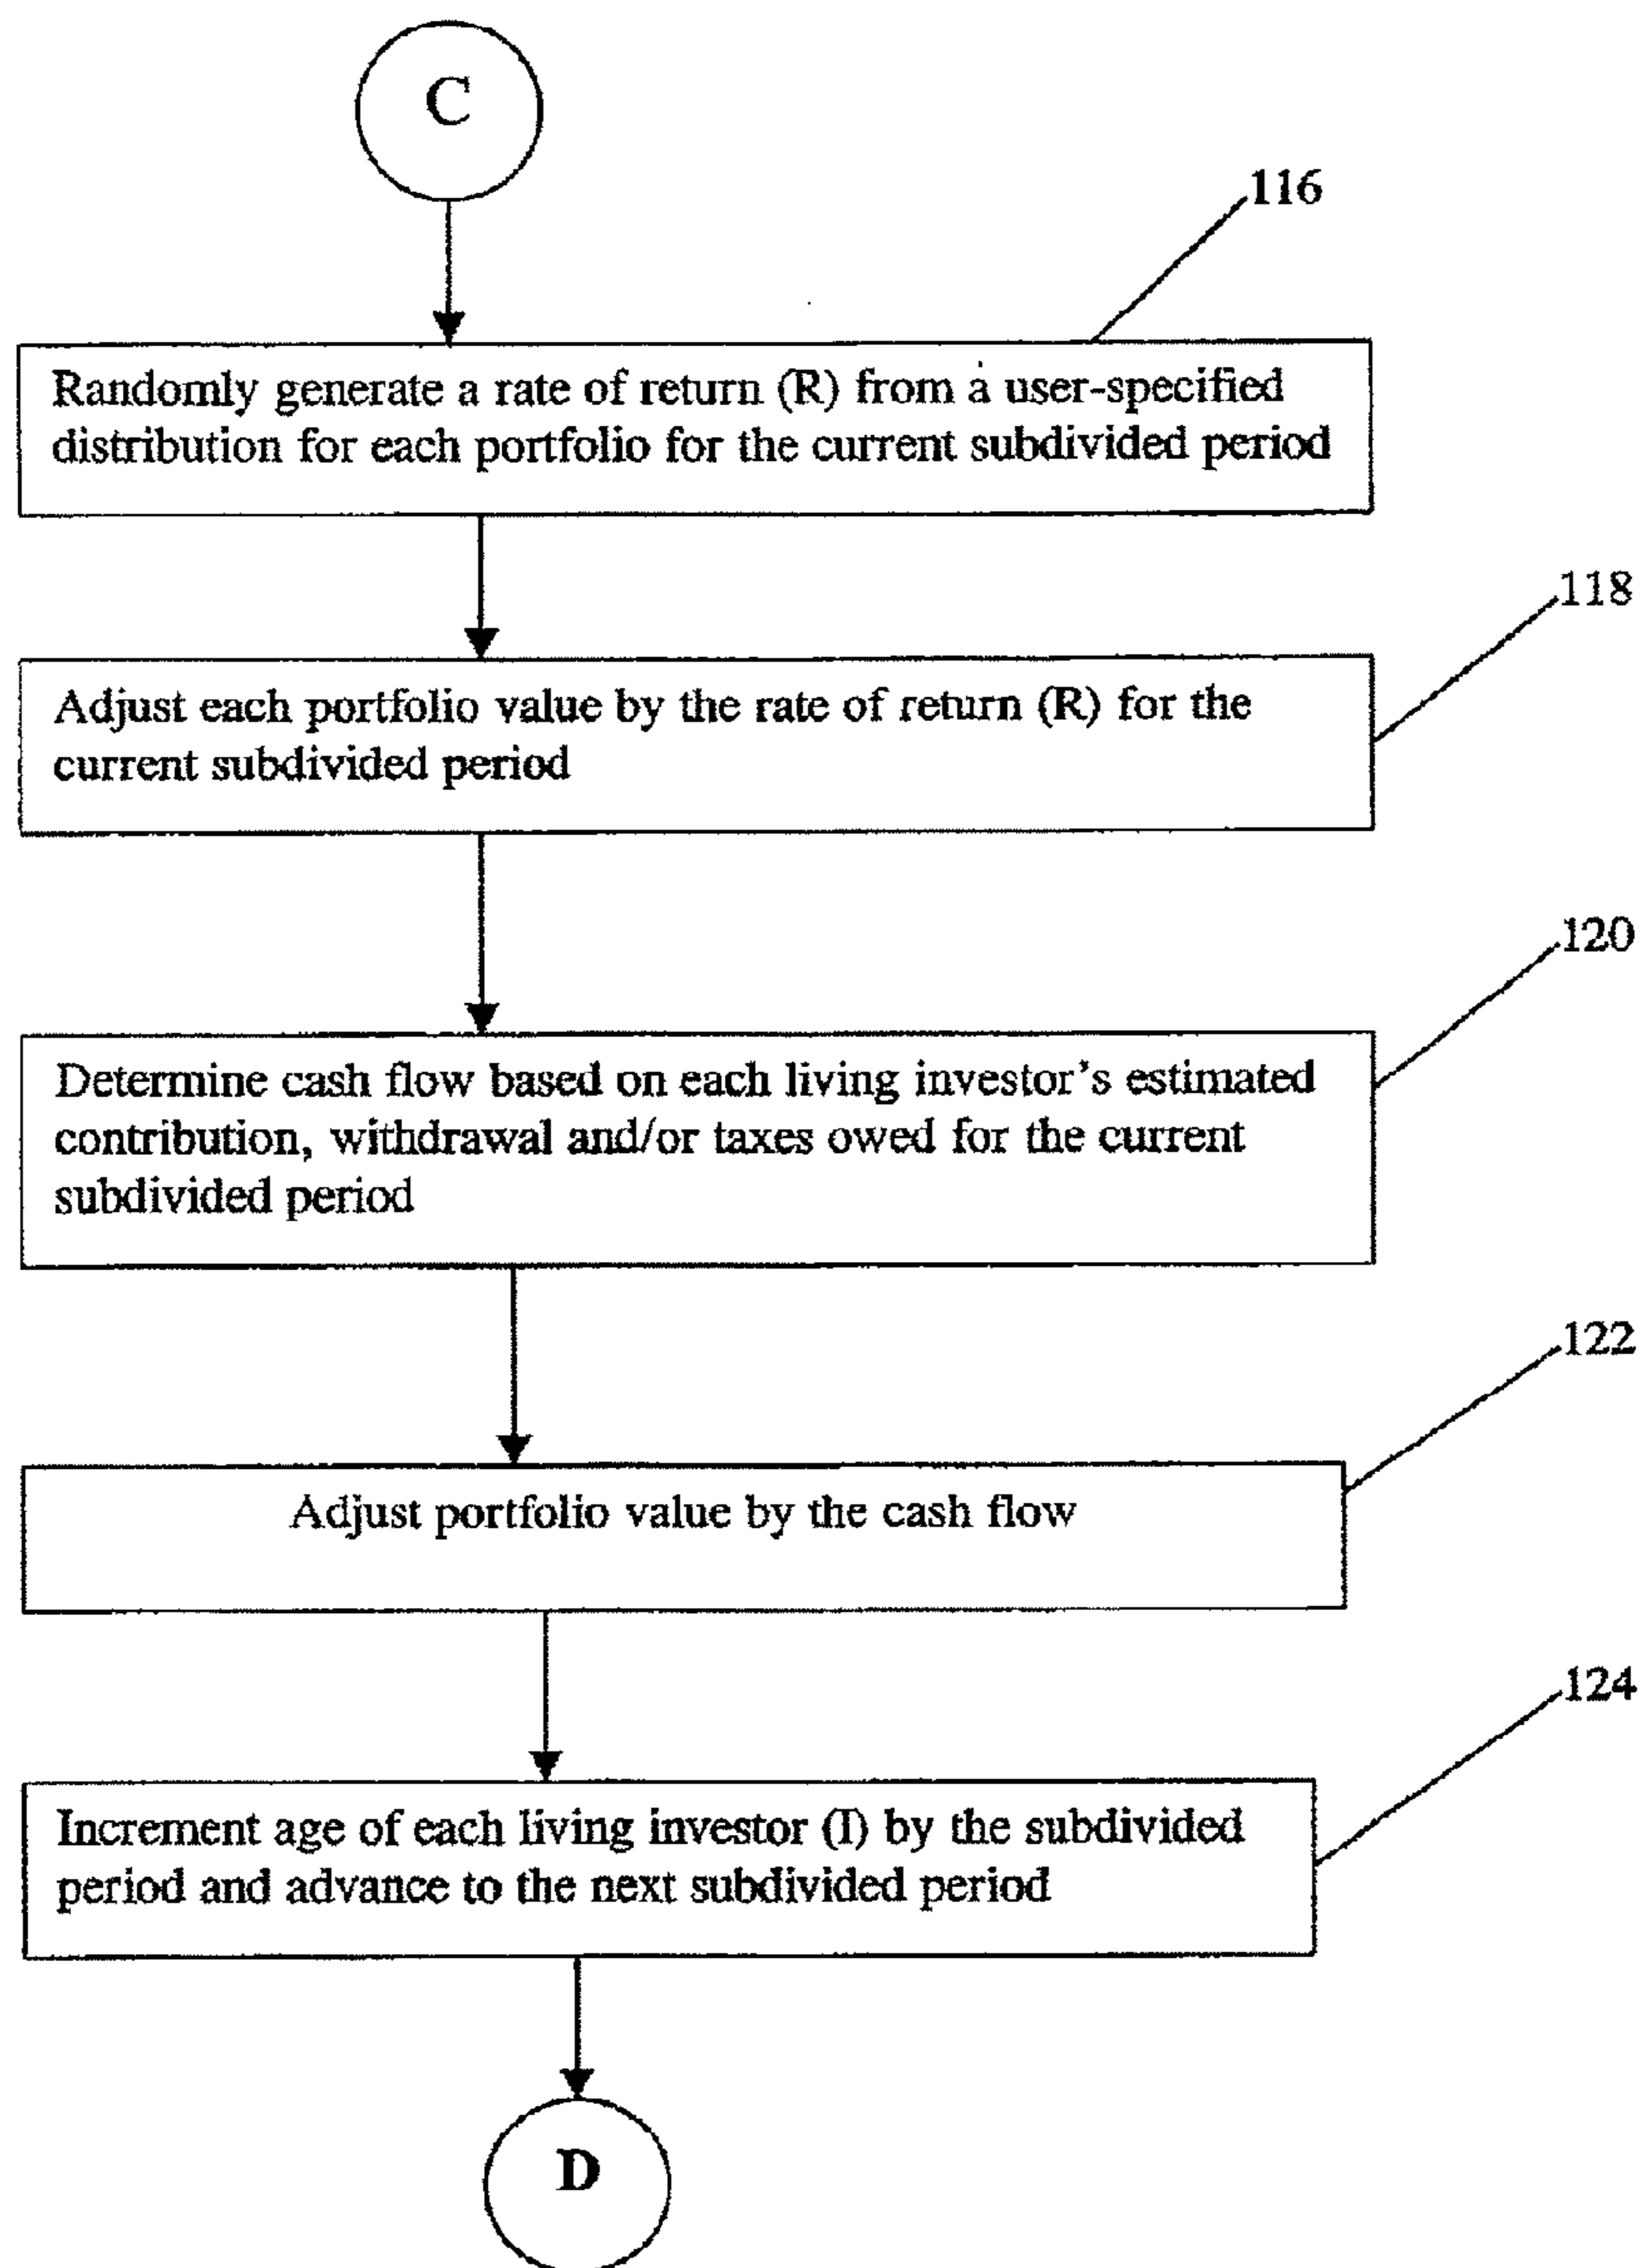 C
116
Randomly generate a rate of return (R) from a user-specified
distribution for each portfolio for the current subdivided period
118
Adjust each portfolio value by the rate of return (R) for the
current subdivided period
120
Determine cash flow based on each living investor's estimated
contribution, withdrawal and/or taxes owed for the current
subdivided period
122
Adjust portfolio value by the cash flow
124
Increment age of each living investor (I) by the subdivided
period and advance to the next subdivided period
D